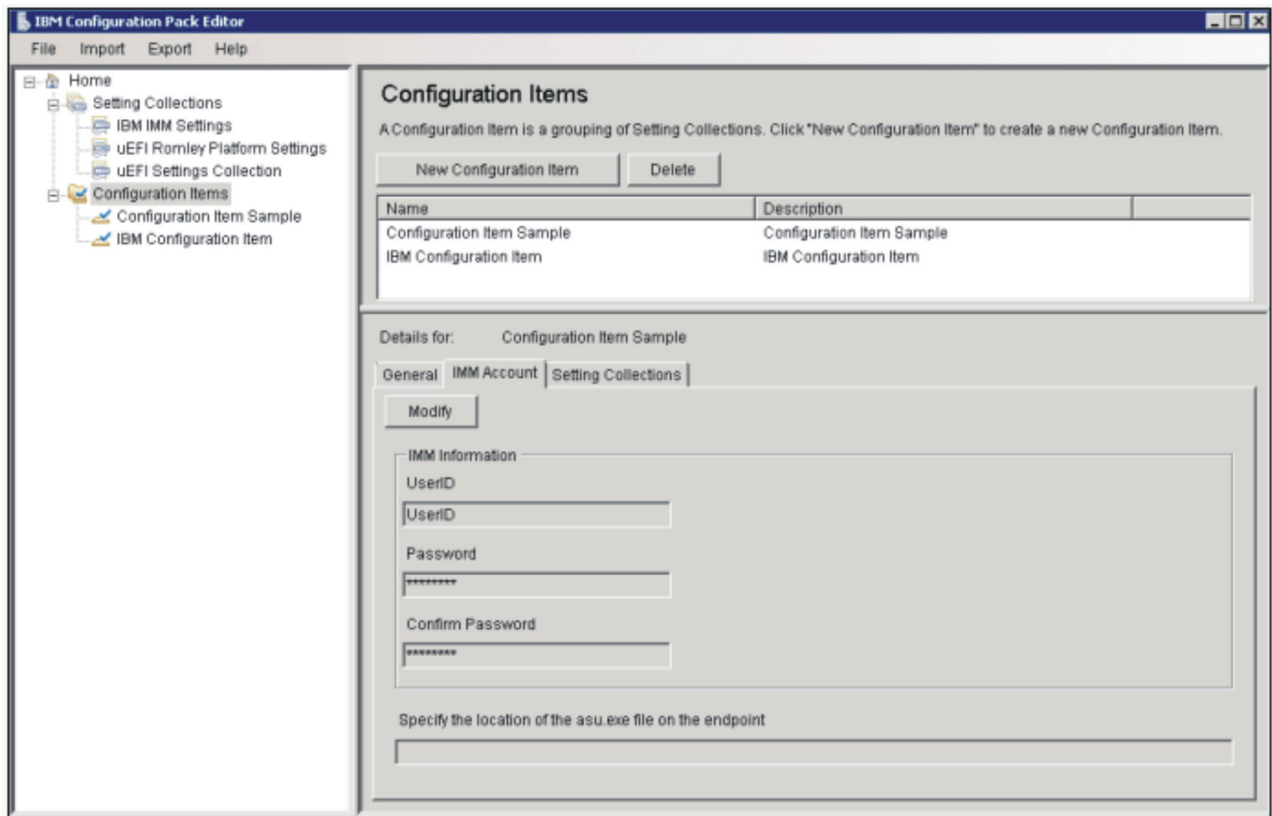 IBM Configuration Pack Editor
File Import Export Help
Home
Setting Collections
IBM IMM Settings
uEFI Romley Platform Settings
uEFI Settings Collection
Configuration Items
Configuration Item Sample
IBM Configuration Item
Configuration Items
A Configuration Item is a grouping of Setting Collections. Click "New Configuration Item" to create a new Configuration Item.
New Configuration Item Delete
Name Description
Configuration Item Sample Configuration Item Sample
IBM Configuration Item IBM Configuration Item
Details for: Configuration Item Sample
General IMM Account Setting Collections
Modify
IMM Information
UserID
UserID
Password
********
Confirm Password
********
Specify the location of the asu.exe file on the endpoint